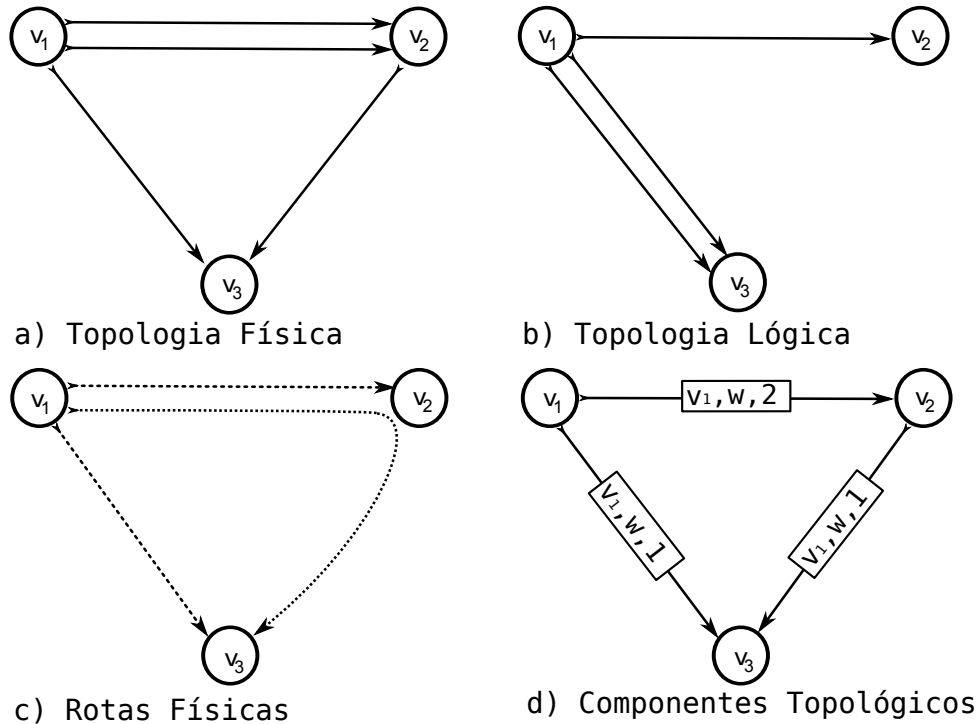 v1
v2
v3
a) Topologia Física
v1
v2
v3
b) Topologia Lógica
v1
v2
v3
c) Rotas Físicas
v1
v1,w,2
v2
v1,w,1
v1,w,1
v3
d) Componentes Topológicos